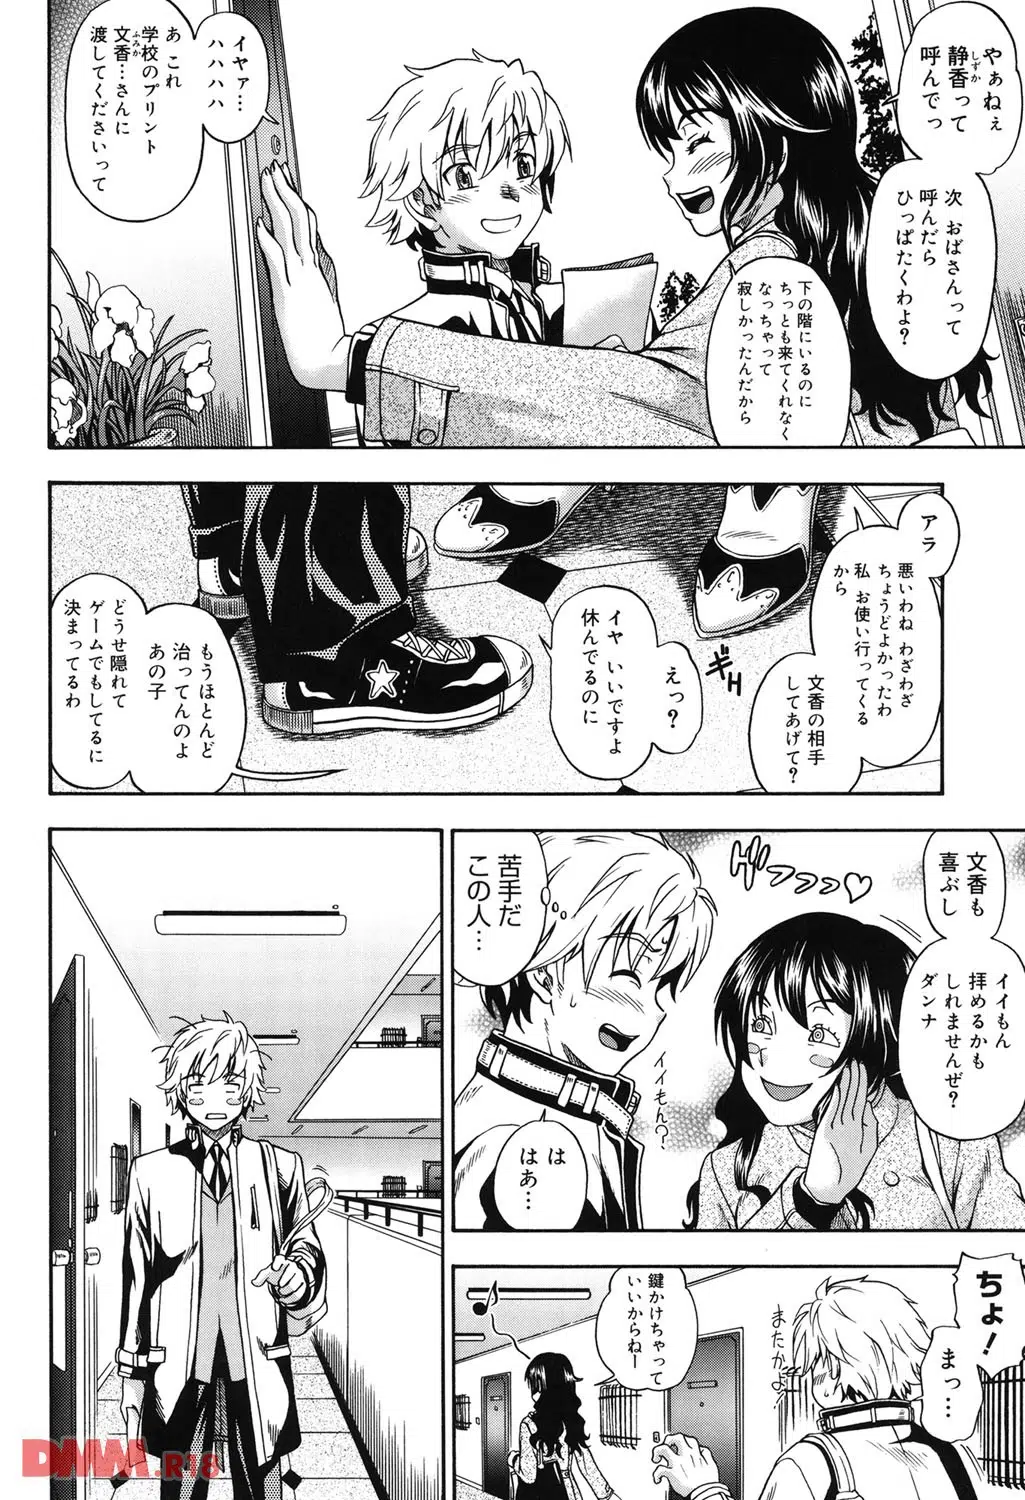 やぁねぇ
静香って
呼んでっ
しずか
次 おばさんって
呼んだら
ひっぱたくわよ?
下の階にいるのに
ちっとも来てくれなく
なっちゃって
寂しかったんだから
イヤァ…
ハハハハ
あ これ
学校のプリント
文香…さんに
ふみか
渡してくださいって
アラ
悪いわね わざわざ
ちょうどよかったわ
私 お使い行ってくる
から
文香の相手
してあげて?
ギH
えっ?
イヤ いいですよ
休んでるのに
もうほとんど
治ってんのよ
あの子
どうせ隠れて
ゲームでもしてるに
決まってるわ
文香も
喜ぶし
イイもん
拝めるかも
しれませんぜ?
ダンナ
ゲフフっっ♡
苦手だ
この人…
イイもん?
は
はあ…
ちょ!
まっ…
またかよ
鍵かけちゃって
いいからねー
♪
DMM.R18